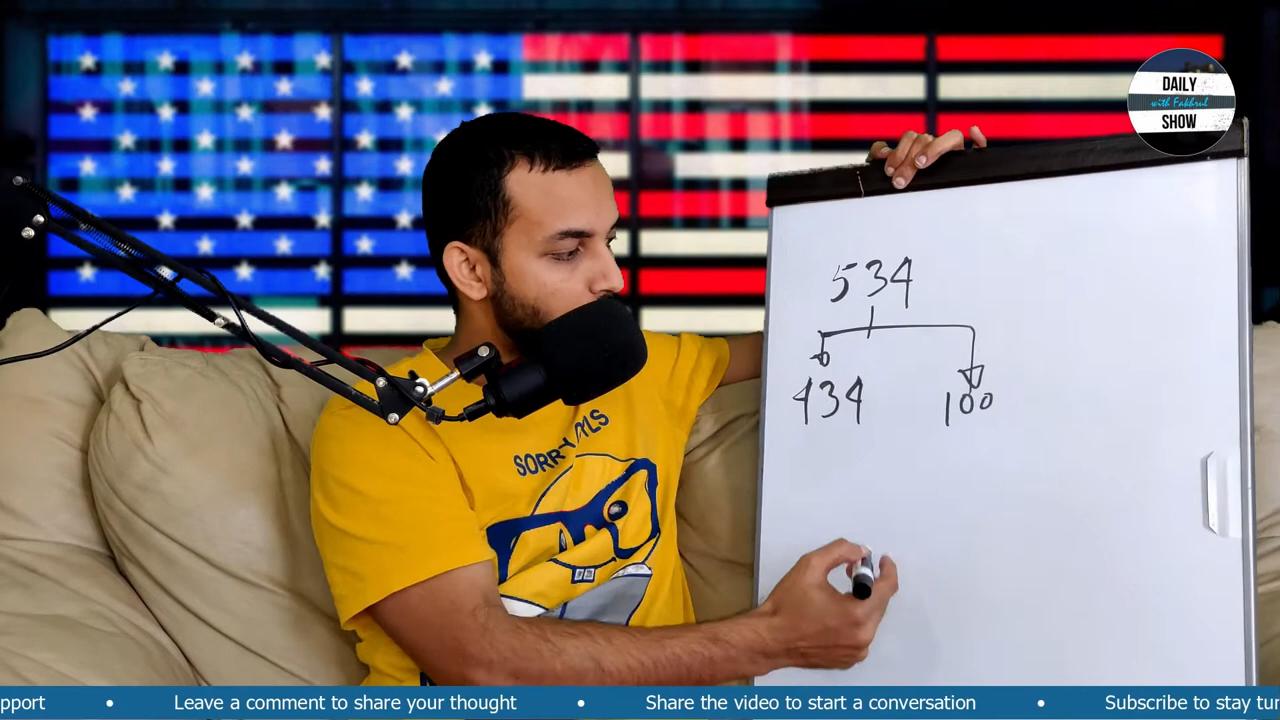 DAILY
with Fakhrul
SHOW
534
434
100
SORRY
pport • Leave a comment to share your thought • Share the video to start a conversation • Subscribe to stay tun